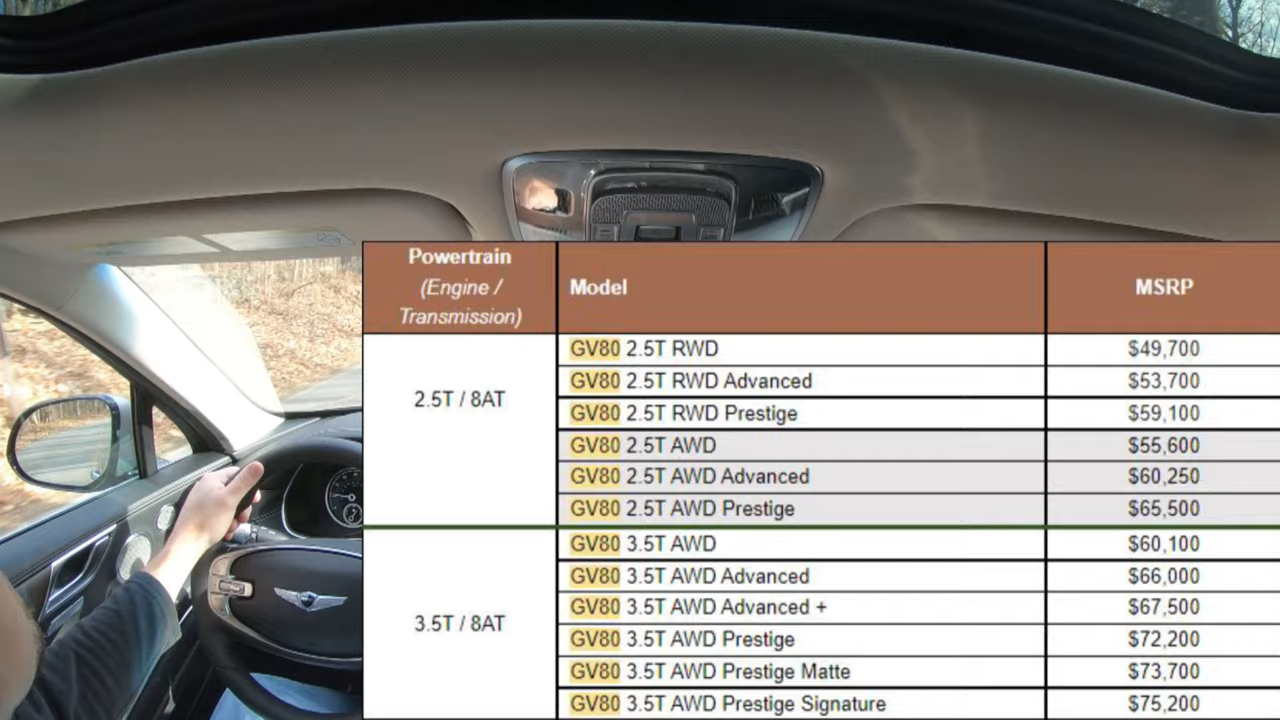 Powertrain
(Engine /
Transmission)
Model
MSRP
2.5T / 8AT
GV80 2.5T RWD
$49,700
GV80 2.5T RWD Advanced
$53,700
GV80 2.5T RWD Prestige
$59,100
GV80 2.5T AWD
$55,600
GV80 2.5T AWD Advanced
$60,250
GV80 2.5T AWD Prestige
$65,500
3.5T / 8AT
GV80 3.5T AWD
$60,100
GV80 3.5T AWD Advanced
$66,000
GV80 3.5T AWD Advanced +
$67,500
GV80 3.5T AWD Prestige
$72,200
GV80 3.5T AWD Prestige Matte
$73,700
GV80 3.5T AWD Prestige Signature
$75,200